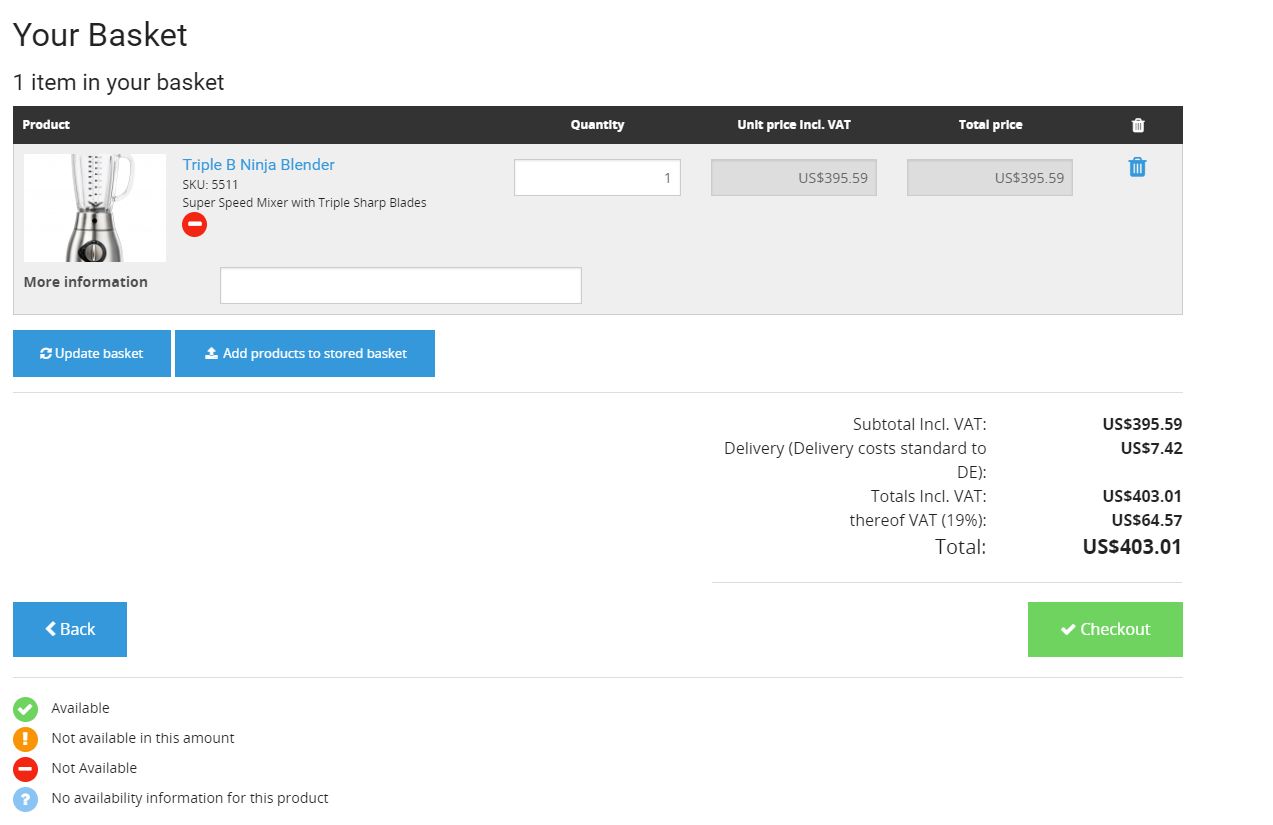 Your Basket
1 item in your basket
Product Quantity Unit price incl. VAT Total price
Triple B Ninja Blender 1 US$395.59 US$395.59
SKU: 5511
Super Speed Mixer with Triple Sharp Blades
More information
Update basket Add products to stored basket
Subtotal Incl. VAT: US$395.59
Delivery (Delivery costs standard to US$7.42
DE):
Totals Incl. VAT: US$403.01
thereof VAT (19%): US$64.57
Total: US$403.01
Back Checkout
Available
Not available in this amount
Not Available
No availability information for this product